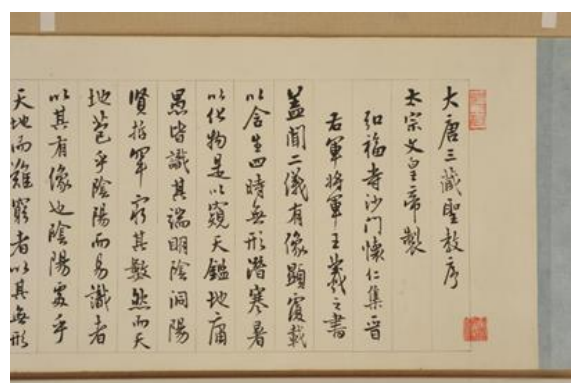 大唐三藏聖教序
太宗文皇帝製
弘福寺沙門懷仁集晉
右軍將軍王羲之書
蓋聞二儀有像顯覆載
以含生四時無形潛寒暑
以化物是以窺天鑑地庸
愚皆識其端明陰洞陽
賢哲罕窮其數然而天
地苞乎陰陽而易識者
以其有像也陰陽處乎
天地而難窮者以其無形